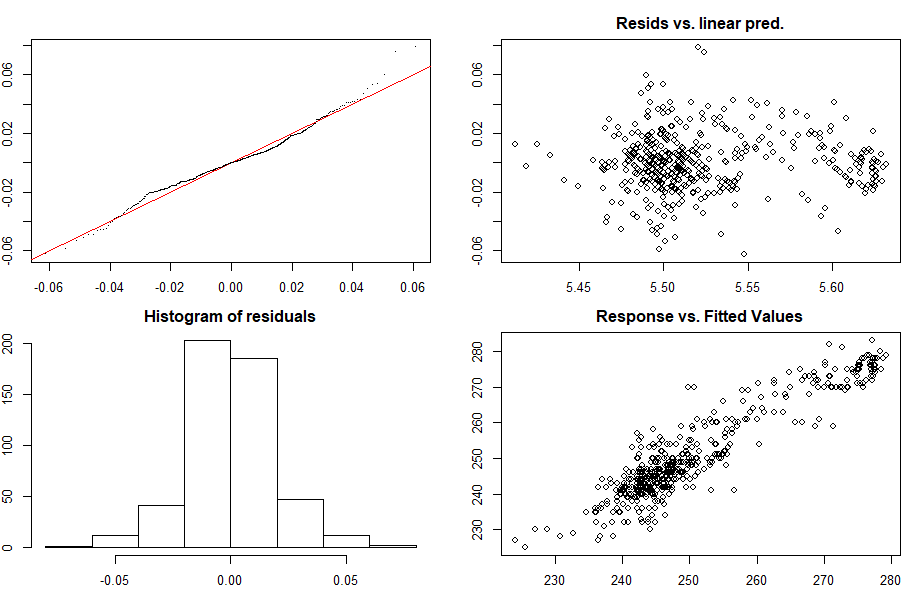 0.06
0.02
-0.02
-0.06
-0.06 -0.04 -0.02 0.00 0.02 0.04 0.06
Resids vs. linear pred.
0.06
0.02
-0.02
-0.06
5.45 5.50 5.55 5.60
Histogram of residuals
200
150
100
50
0
-0.05 0.00 0.05
Response vs. Fitted Values
280
270
260
250
240
230
230 240 250 260 270 280